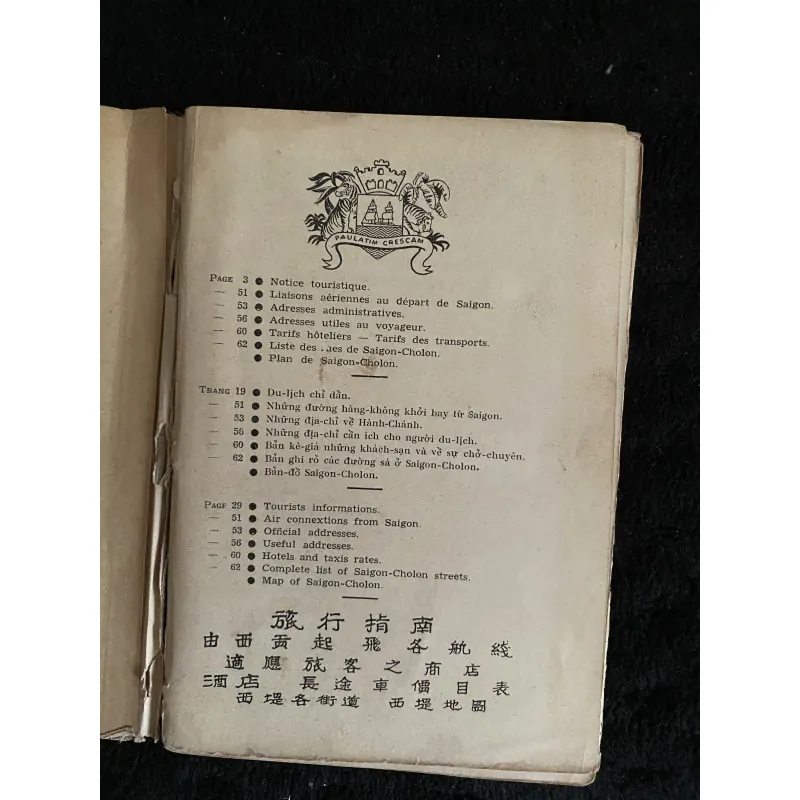 PAULATIM CRESCAM
PAGE 3 ● Notice touristique.
— 51 ● Liaisons aériennes au départ de Saigon.
— 53 ● Adresses administratives.
— 56 ● Adresses utiles au voyageur.
— 60 ● Tarifs hôteliers — Tarifs des transports.
— 62 ● Liste des ues de Saigon-Cholon.
● Plan de Saigon-Cholon.
TRANG 19 ● Du-lịch chỉ dẫn.
— 51 ● Những đường hàng-không khởi bay từ Saigon.
— 53 ● Những địa-chỉ về Hành-Chánh.
— 56 ● Những địa-chỉ cần ích cho người du-lịch.
— 60 ● Bản kê-giá những khách-sạn và về sự chở-chuyên.
— 62 ● Bản ghi rỏ các đường sá ở Saigon-Cholon.
● Bản-đồ Saigon-Cholon.
PAGE 29 ● Tourists informations.
— 51 ● Air connextions from Saigon.
— 53 ● Official addresses.
— 56 ● Useful addresses.
— 60 ● Hotels and taxis rates.
— 62 ● Complete list of Saigon-Cholon streets.
● Map of Saigon-Cholon.
旅行指南
由西貢起飛各航綫
適應旅客之商店
酒店 長途車價目表
西堤各街道 西堤地圖